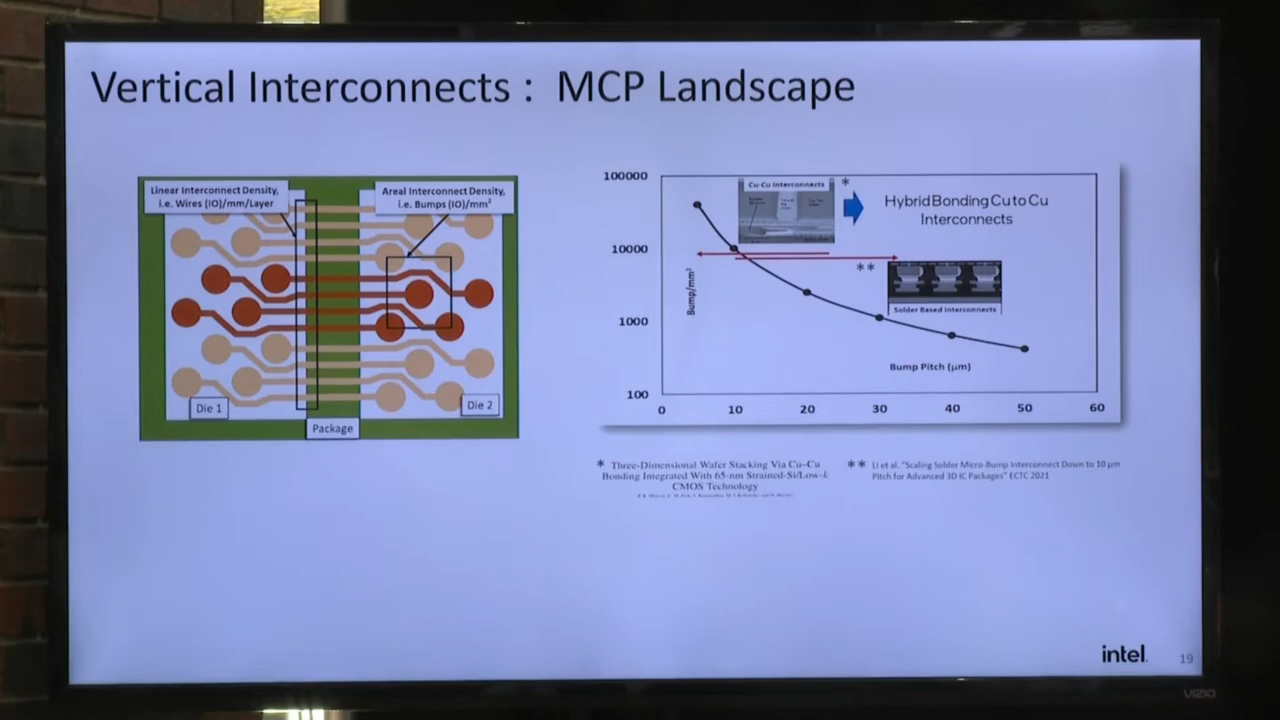 Vertical Interconnects : MCP Landscape
Linear Interconnect Density,
i.e. Wires (IO)/mm/Layer
Areal Interconnect Density,
i.e. Bumps (IO)/mm²
Die 1
Die 2
Package
100000
10000
1000
100
Bump/mm²
0
10
20
30
40
50
60
Bump Pitch (µm)
Cu-Cu Interconnects
*
Hybrid Bonding Cu to Cu
Interconnects
**
Solder Based Interconnects
* Three-Dimensional Wafer Stacking Via Cu–Cu
Bonding Integrated With 65-nm Strained-Si/Low-k
CMOS Technology
** Li et al. "Scaling Solder Micro-Bump Interconnect Down to 10 µm
Pitch for Advanced 3D IC Packages" ECTC 2021
intel.
19
VIZIO